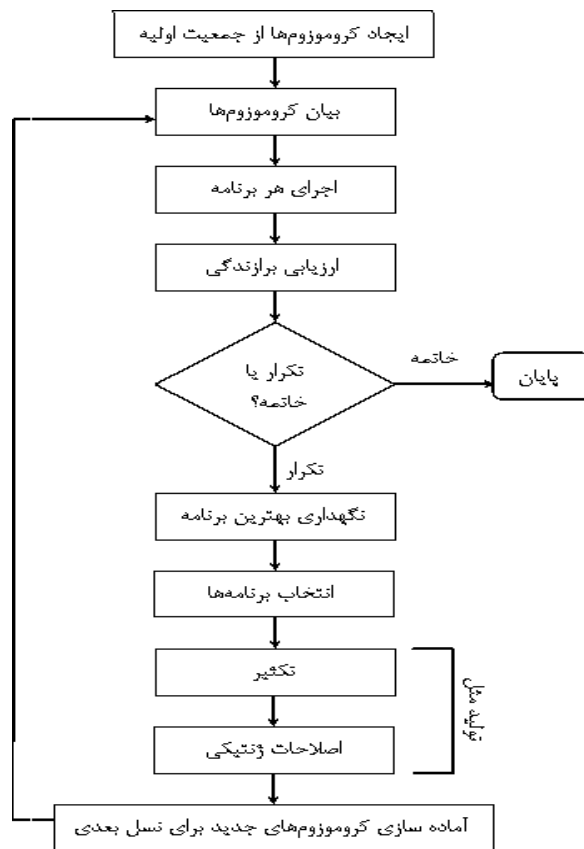 ایجاد کروموزوم‌ها از جمعیت اولیه
بیان کروموزوم‌ها
اجرای هر برنامه
ارزیابی برازندگی
تکرار یا
خاتمه؟
خاتمه
پایان
تکرار
نگهداری بهترین برنامه
انتخاب برنامه‌ها
تکثیر
اصلاحات ژنتیکی
تولید مثل
آماده سازی کروموزوم‌های جدید برای نسل بعدی